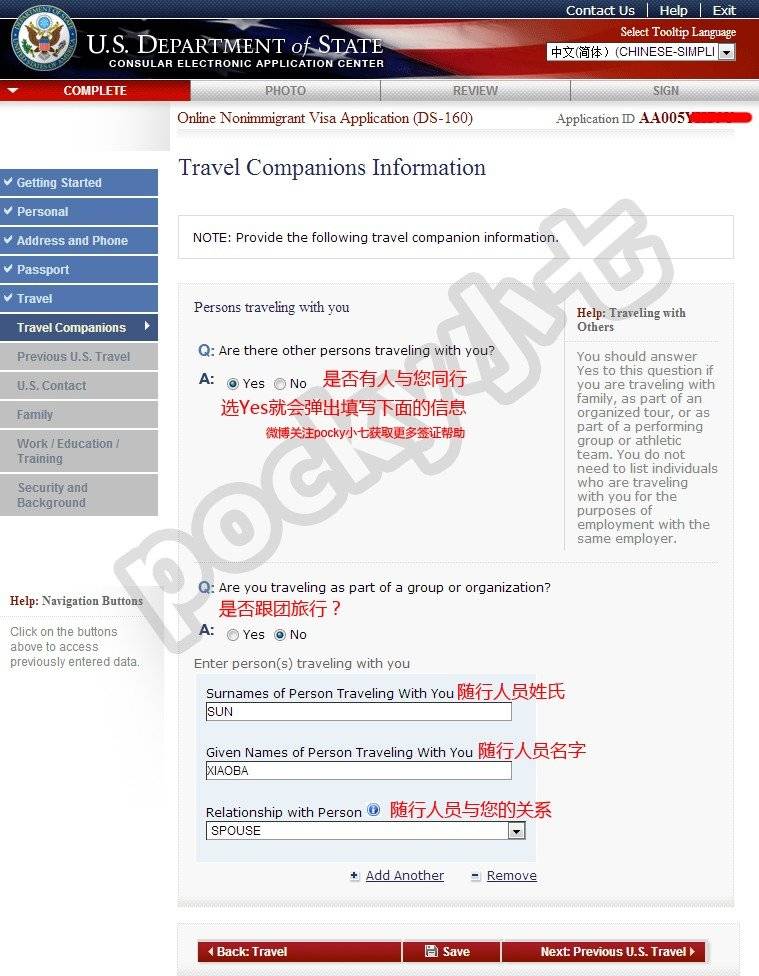 Contact Us | Help | Exit
Select Tooltip Language
中文(简体) (CHINESE-SIMPLI
U.S. DEPARTMENT of STATE
CONSULAR ELECTRONIC APPLICATION CENTER
COMPLETE PHOTO REVIEW SIGN
Online Nonimmigrant Visa Application (DS-160)
Application ID AA005Y
Travel Companions Information
Getting Started
Personal
Address and Phone
Passport
Travel
Travel Companions
Previous U.S. Travel
U.S. Contact
Family
Work / Education /
Training
Security and
Background
Help: Navigation Buttons
Click on the buttons
above to access
previously entered data.
NOTE: Provide the following travel companion information.
Persons traveling with you
Q: Are there other persons traveling with you?
A: Yes No 是否有人与您同行
选Yes就会弹出填写下面的信息
微博关注pocky小七获取更多签证帮助
Help: Traveling with
Others
You should answer
Yes to this question if
you are traveling with
family, as part of an
organized tour, or as
part of a performing
group or athletic
team. You do not
need to list individuals
who are traveling
with you for the
purposes of
employment with the
same employer.
Q: Are you traveling as part of a group or organization?
是否跟团旅行？
A: Yes No
Enter person(s) traveling with you
Surnames of Person Traveling With You 随行人员姓氏
SUN
Given Names of Person Traveling With You 随行人员名字
XIAOBA
Relationship with Person 随行人员与您的关系
SPOUSE
Add Another Remove
Back: Travel Save Next: Previous U.S. Travel
pocky小七